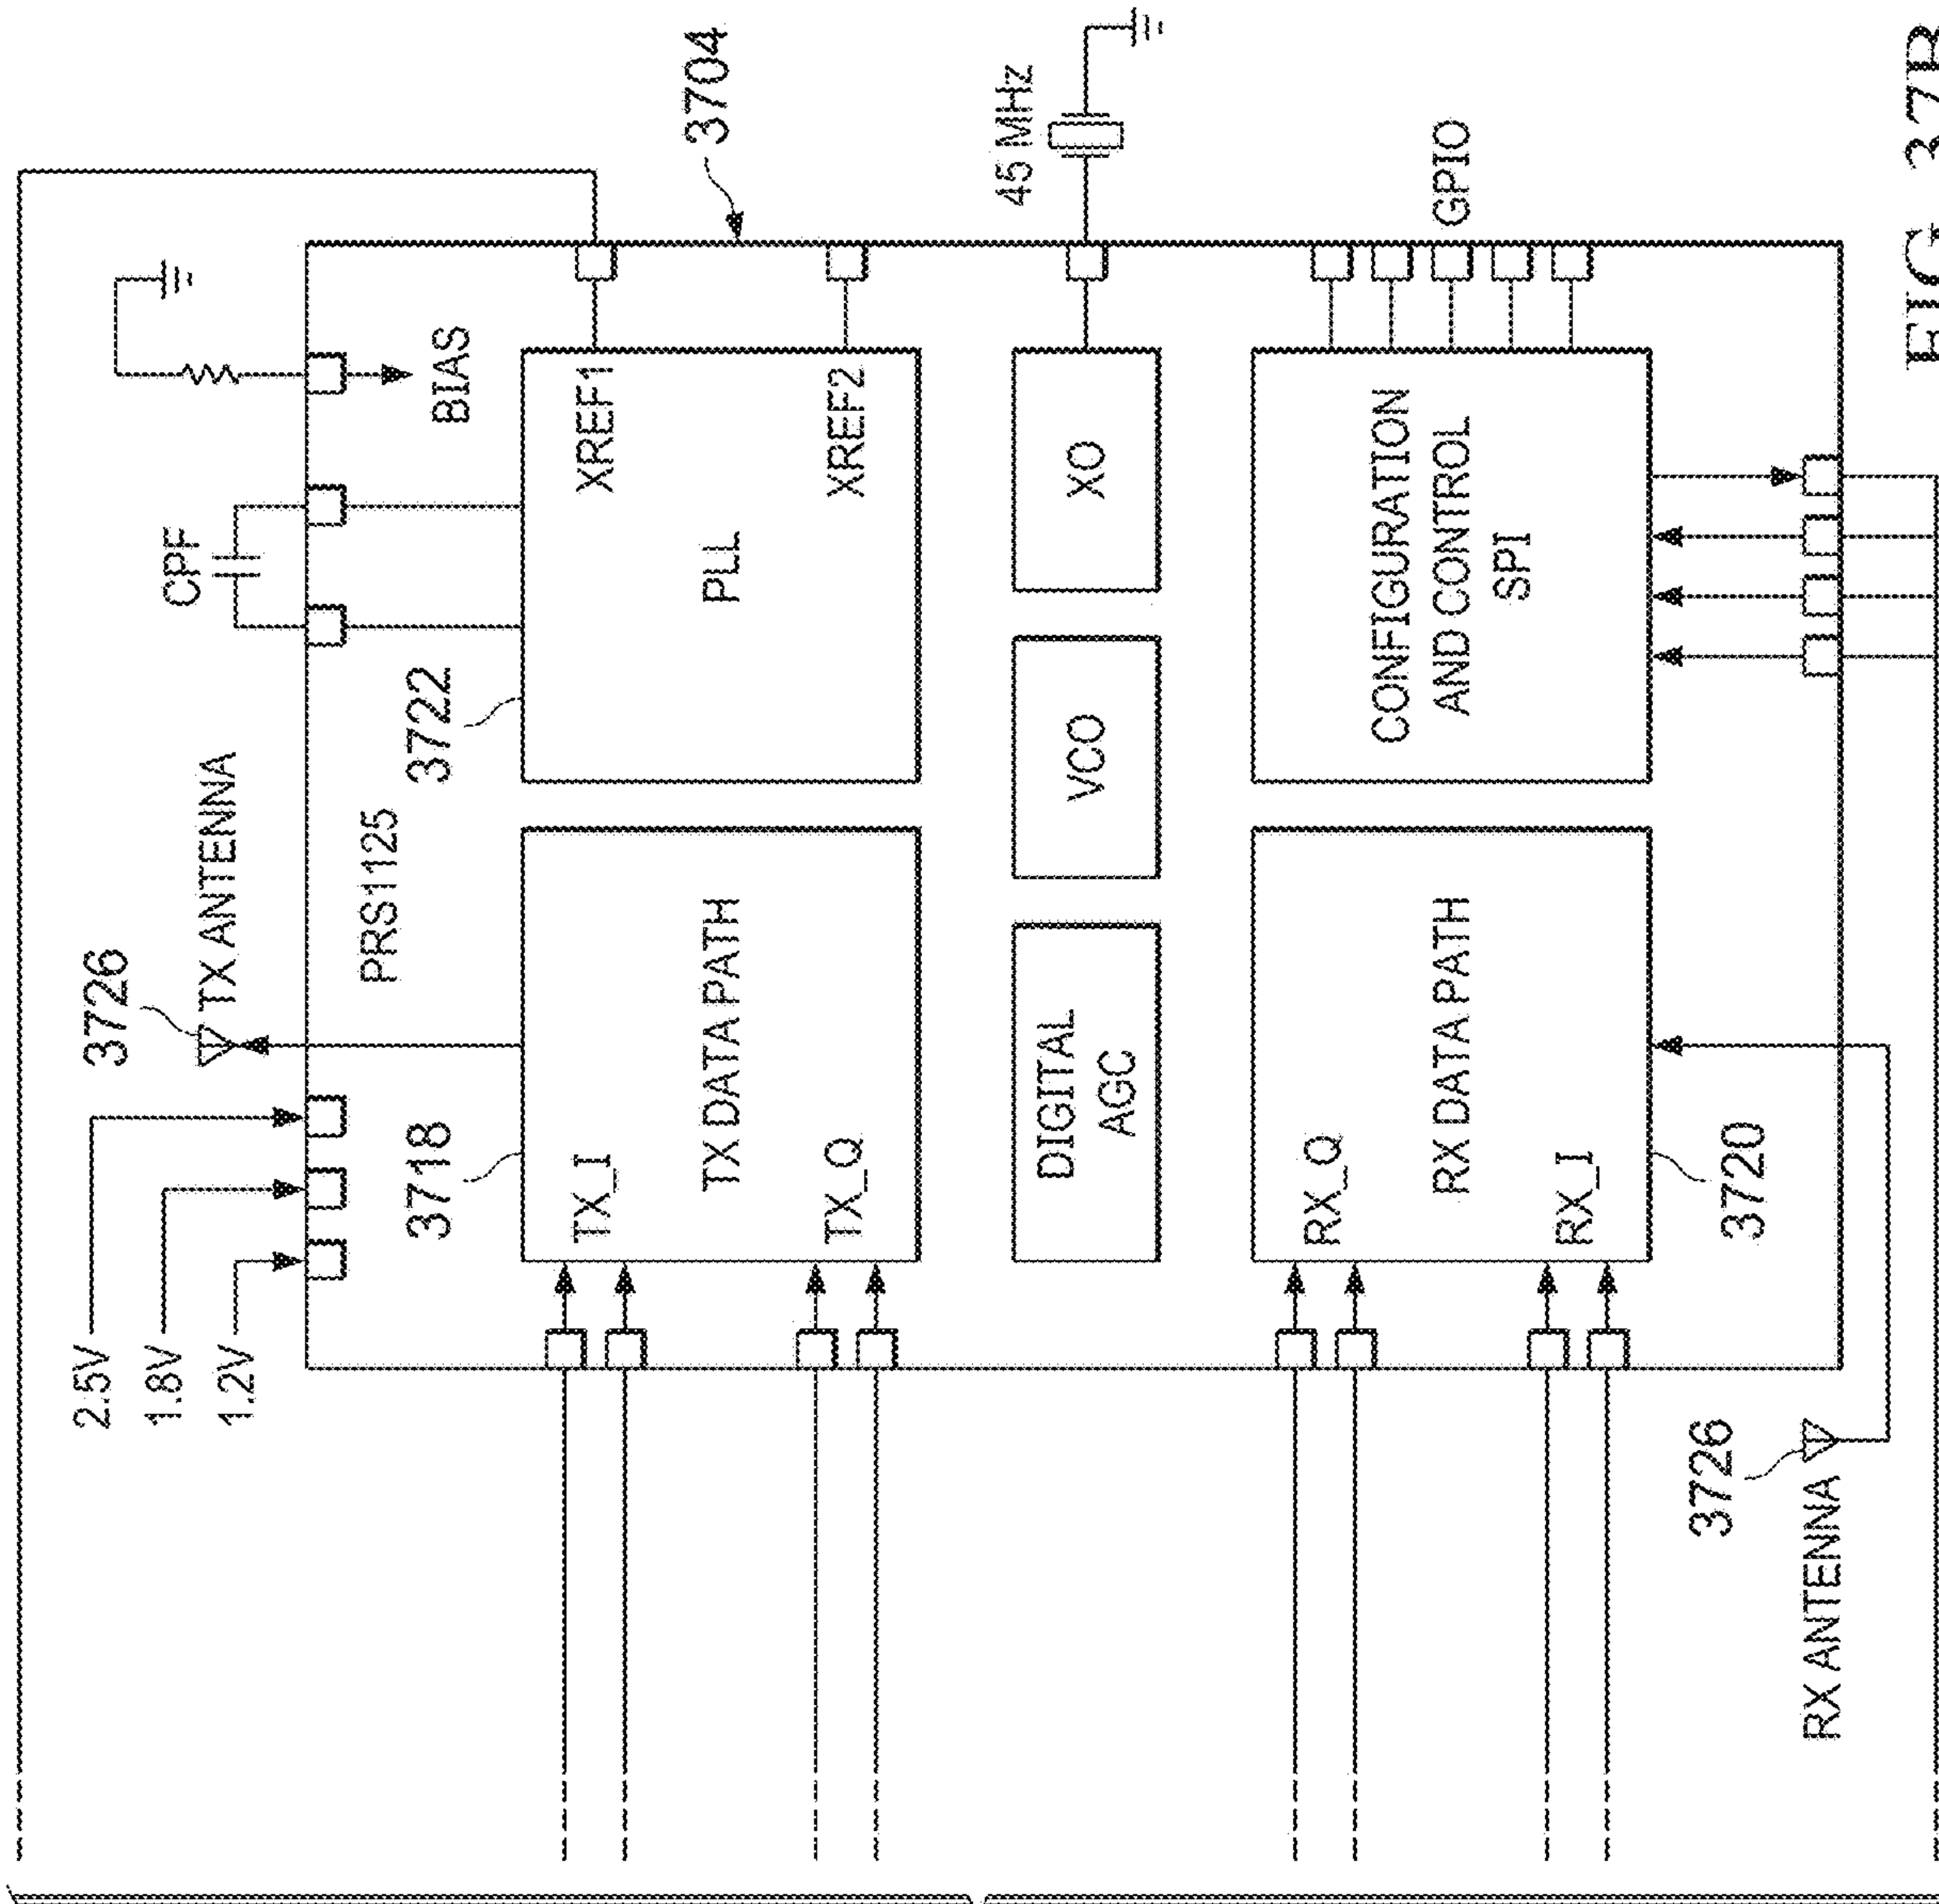 2.5V
3726
1.8V
CPF
TX ANTENNA
1.2V
PRS1125
3718
3722
BIAS
TX_I
XREF1
3704
TX DATA PATH
PLL
TX_Q
XREF2
45 MHz
DIGITAL
AGC
VCO
XO
RX_Q
CONFIGURATION
AND CONTROL
SPI
GPIO
RX DATA PATH
RX_I
3726
3720
RX ANTENNA
FIG. 37B